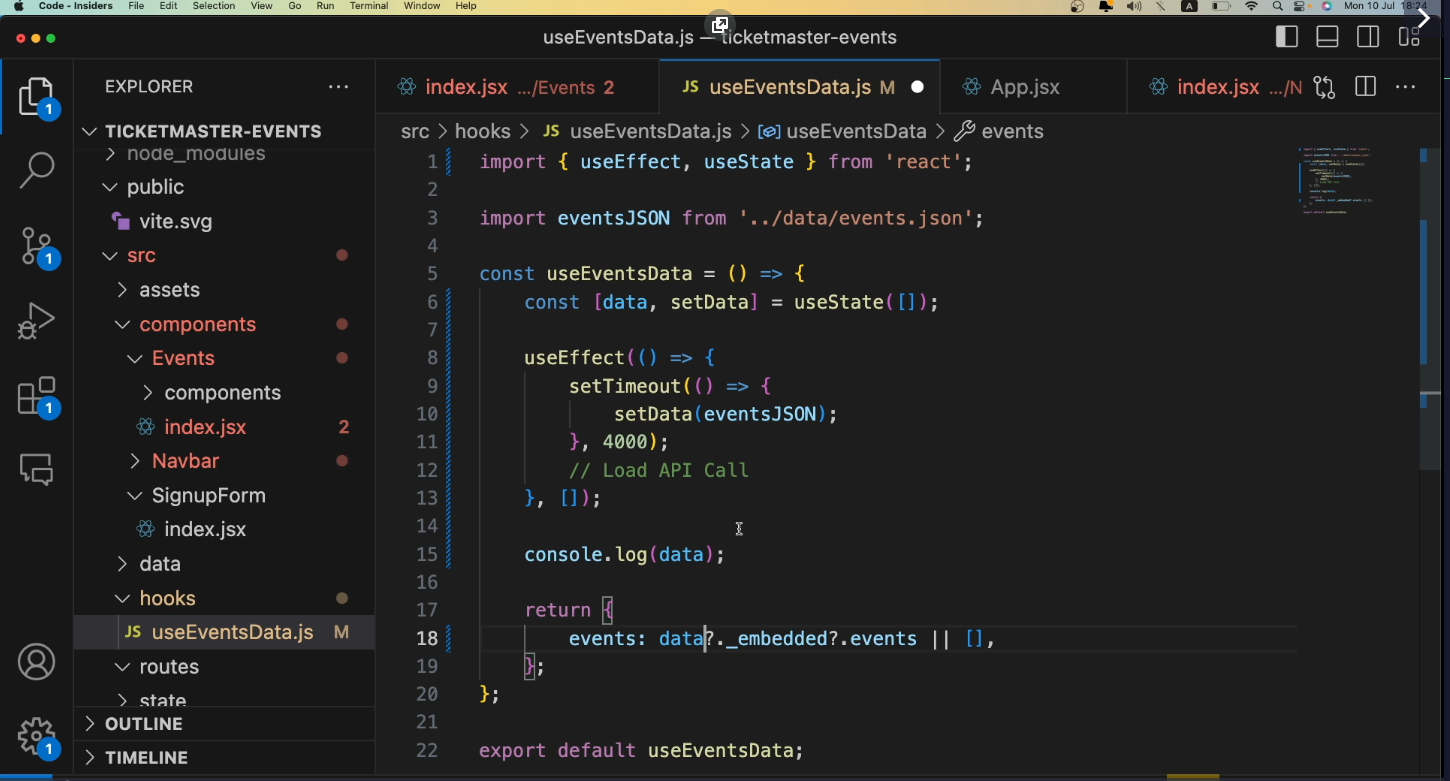 Code - Insiders File Edit Selection View Go Run Terminal Window Help A Mon 10 Jul 18:24
useEventsData.js — ticketmaster-events
EXPLORER
index.jsx .../Events 2
JS useEventsData.js M
App.jsx
index.jsx .../N
TICKETMASTER-EVENTS
node_modules
public
vite.svg
src
assets
components
Events
components
index.jsx 2
Navbar
SignupForm
index.jsx
data
hooks
JS useEventsData.js M
routes
state
OUTLINE
TIMELINE
1
1
1
1
src > hooks > JS useEventsData.js > useEventsData > events
1 import { useEffect, useState } from 'react';
2
3 import eventsJSON from '../data/events.json';
4
5 const useEventsData = () => {
6 const [data, setData] = useState([]);
7
8 useEffect(() => {
9 setTimeout(() => {
10 setData(eventsJSON);
11 }, 4000);
12 // Load API Call
13 }, []);
14
15 console.log(data);
16
17 return {
18 events: data?._embedded?.events || [],
19 };
20 };
21
22 export default useEventsData;